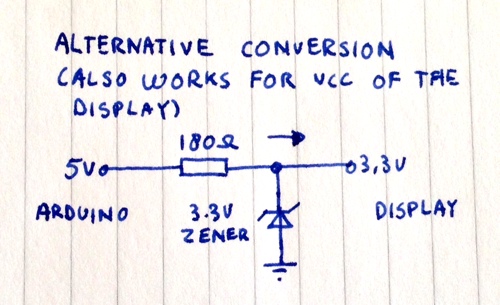 ALTERNATIVE CONVERSION
(ALSO WORKS FOR VCC OF THE
DISPLAY)
180Ω
5V
3,3V
ARDUINO
3.3V
ZENER
DISPLAY